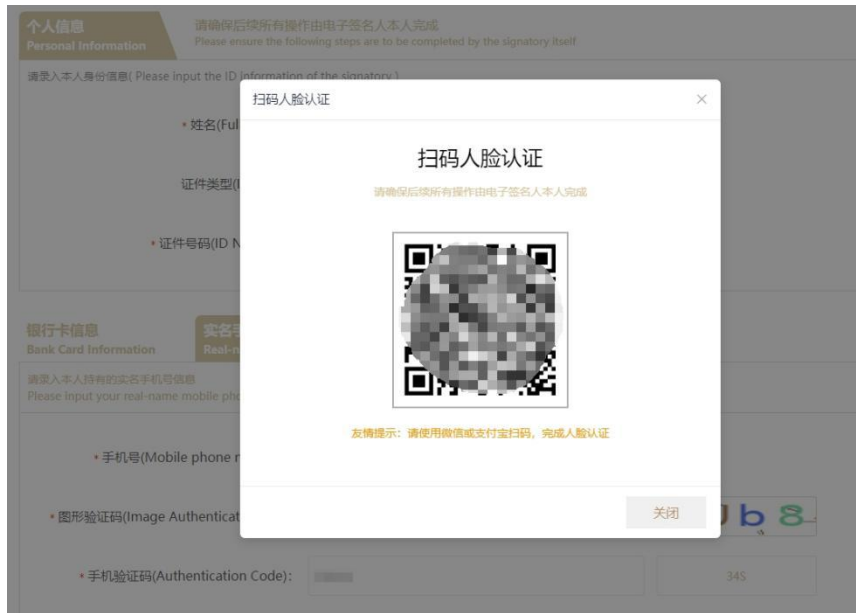 个人信息
Personal Information
请确保后续所有操作由电子签名人本人完成
Please ensure the following steps are to be completed by the signatory itself
请录入本人身份信息( Please input the ID information of the signatory )
扫码人脸认证
* 姓名(Ful
扫码人脸认证
证件类型(I
请确保后续所有操作由电子签名人本人完成
* 证件号码(ID N
银行卡信息
Bank Card Information
实名手
Real-n
请录入本人持有的实名手机号信息
Please input your real-name mobile pho
友情提示：请使用微信或支付宝扫码，完成人脸认证
* 手机号(Mobile phone n
关闭
* 图形验证码(Image Authenticat
b 8
* 手机验证码(Authentication Code):
34S